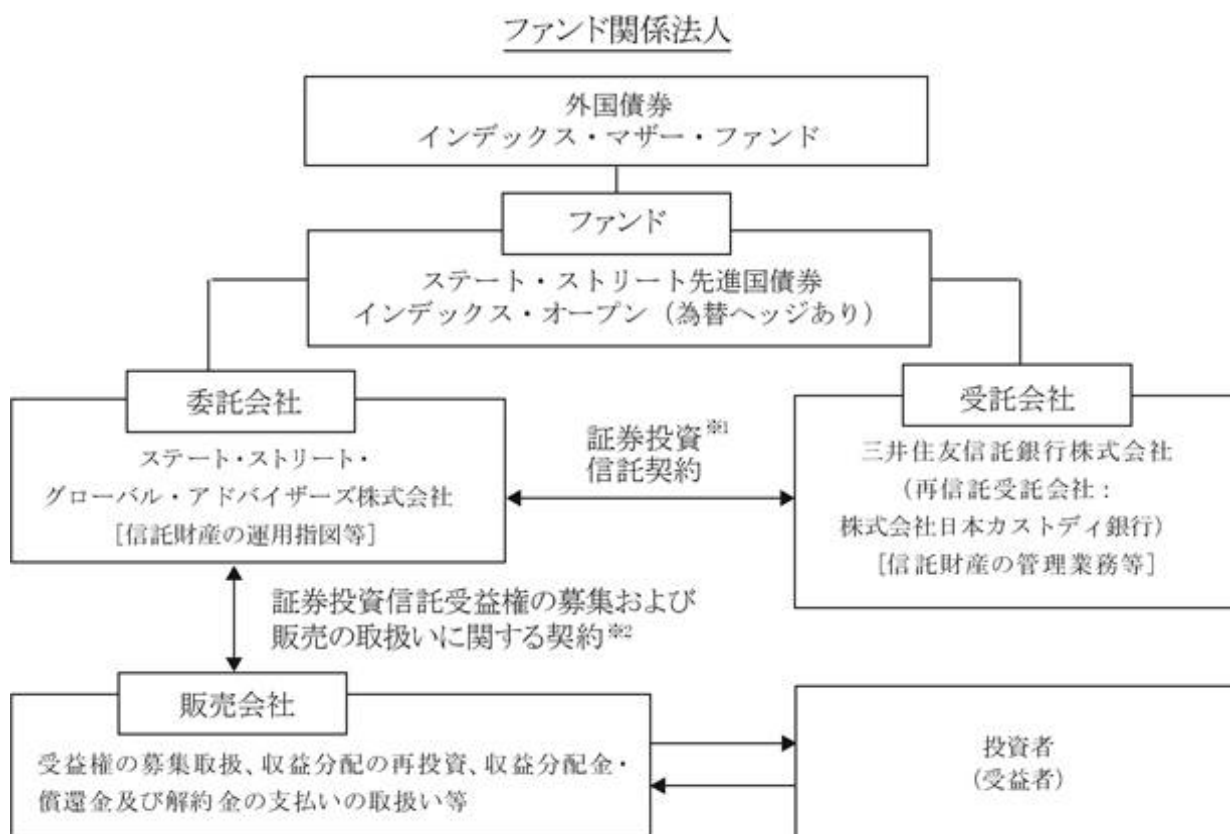 ファンド関係法人
外国債券
インデックス・マザー・ファンド
ファンド
ステート・ストリート先進国債券
インデックス・オープン（為替ヘッジあり）
委託会社
ステート・ストリート・
グローバル・アドバイザーズ株式会社
[信託財産の運用指図等]
証券投資※1
信託契約
受託会社
三井住友信託銀行株式会社
（再信託受託会社：
株式会社日本カストディ銀行）
[信託財産の管理業務等]
証券投資信託受益権の募集および
販売の取扱いに関する契約※2
販売会社
受益権の募集取扱、収益分配の再投資、収益分配金・
償還金及び解約金の支払いの取扱い等
投資者
(受益者)